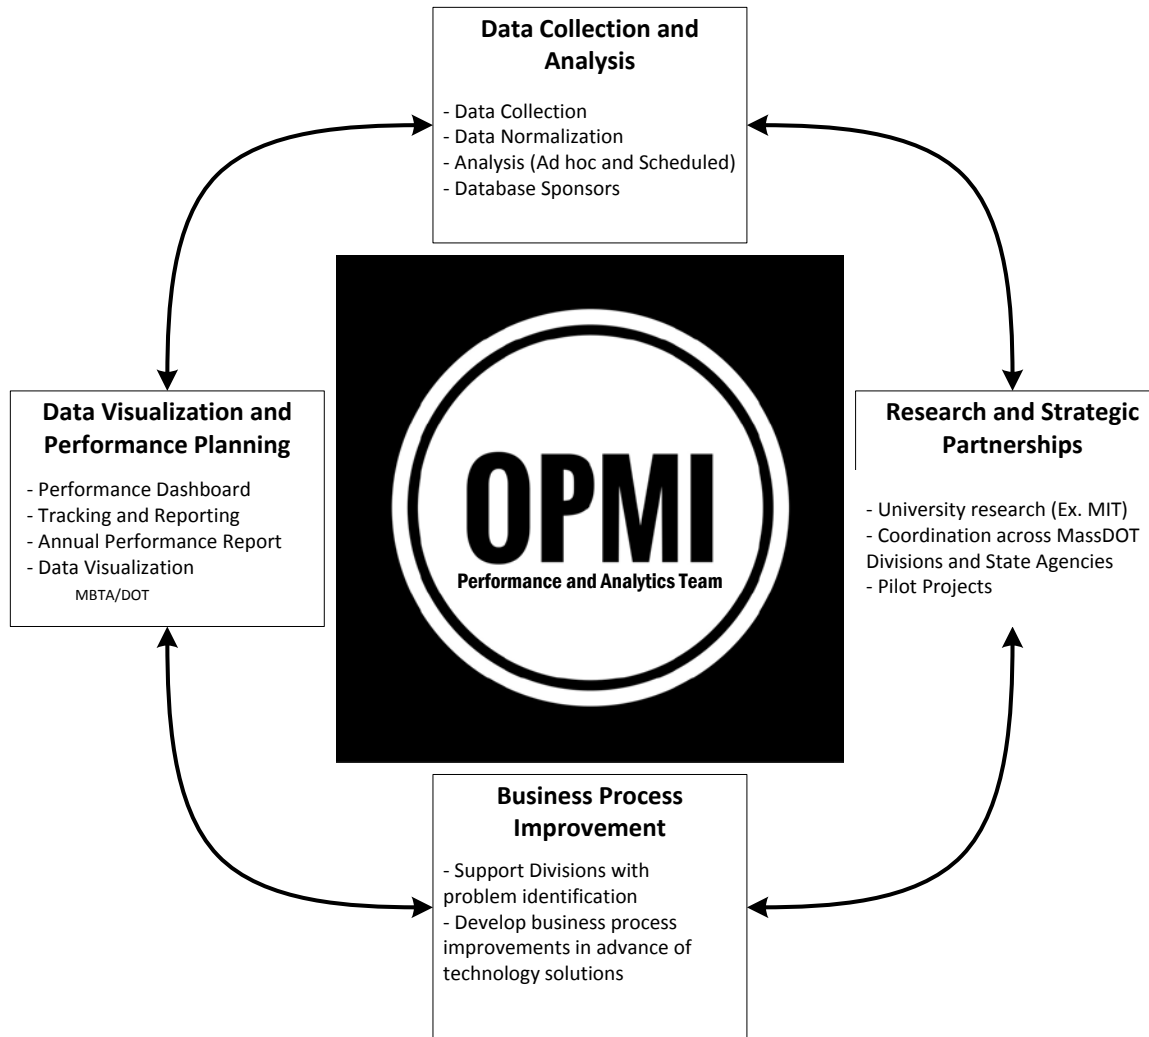 Data Collection and
Analysis
- Data Collection
- Data Normalization
- Analysis (Ad hoc and Scheduled)
- Database Sponsors
Data Visualization and
Performance Planning
- Performance Dashboard
- Tracking and Reporting
- Annual Performance Report
- Data Visualization
MBTA/DOT
OPMI
Performance and Analytics Team
Research and Strategic
Partnerships
- University research (Ex. MIT)
- Coordination across MassDOT
Divisions and State Agencies
- Pilot Projects
Business Process
Improvement
- Support Divisions with
problem identification
- Develop business process
improvements in advance of
technology solutions